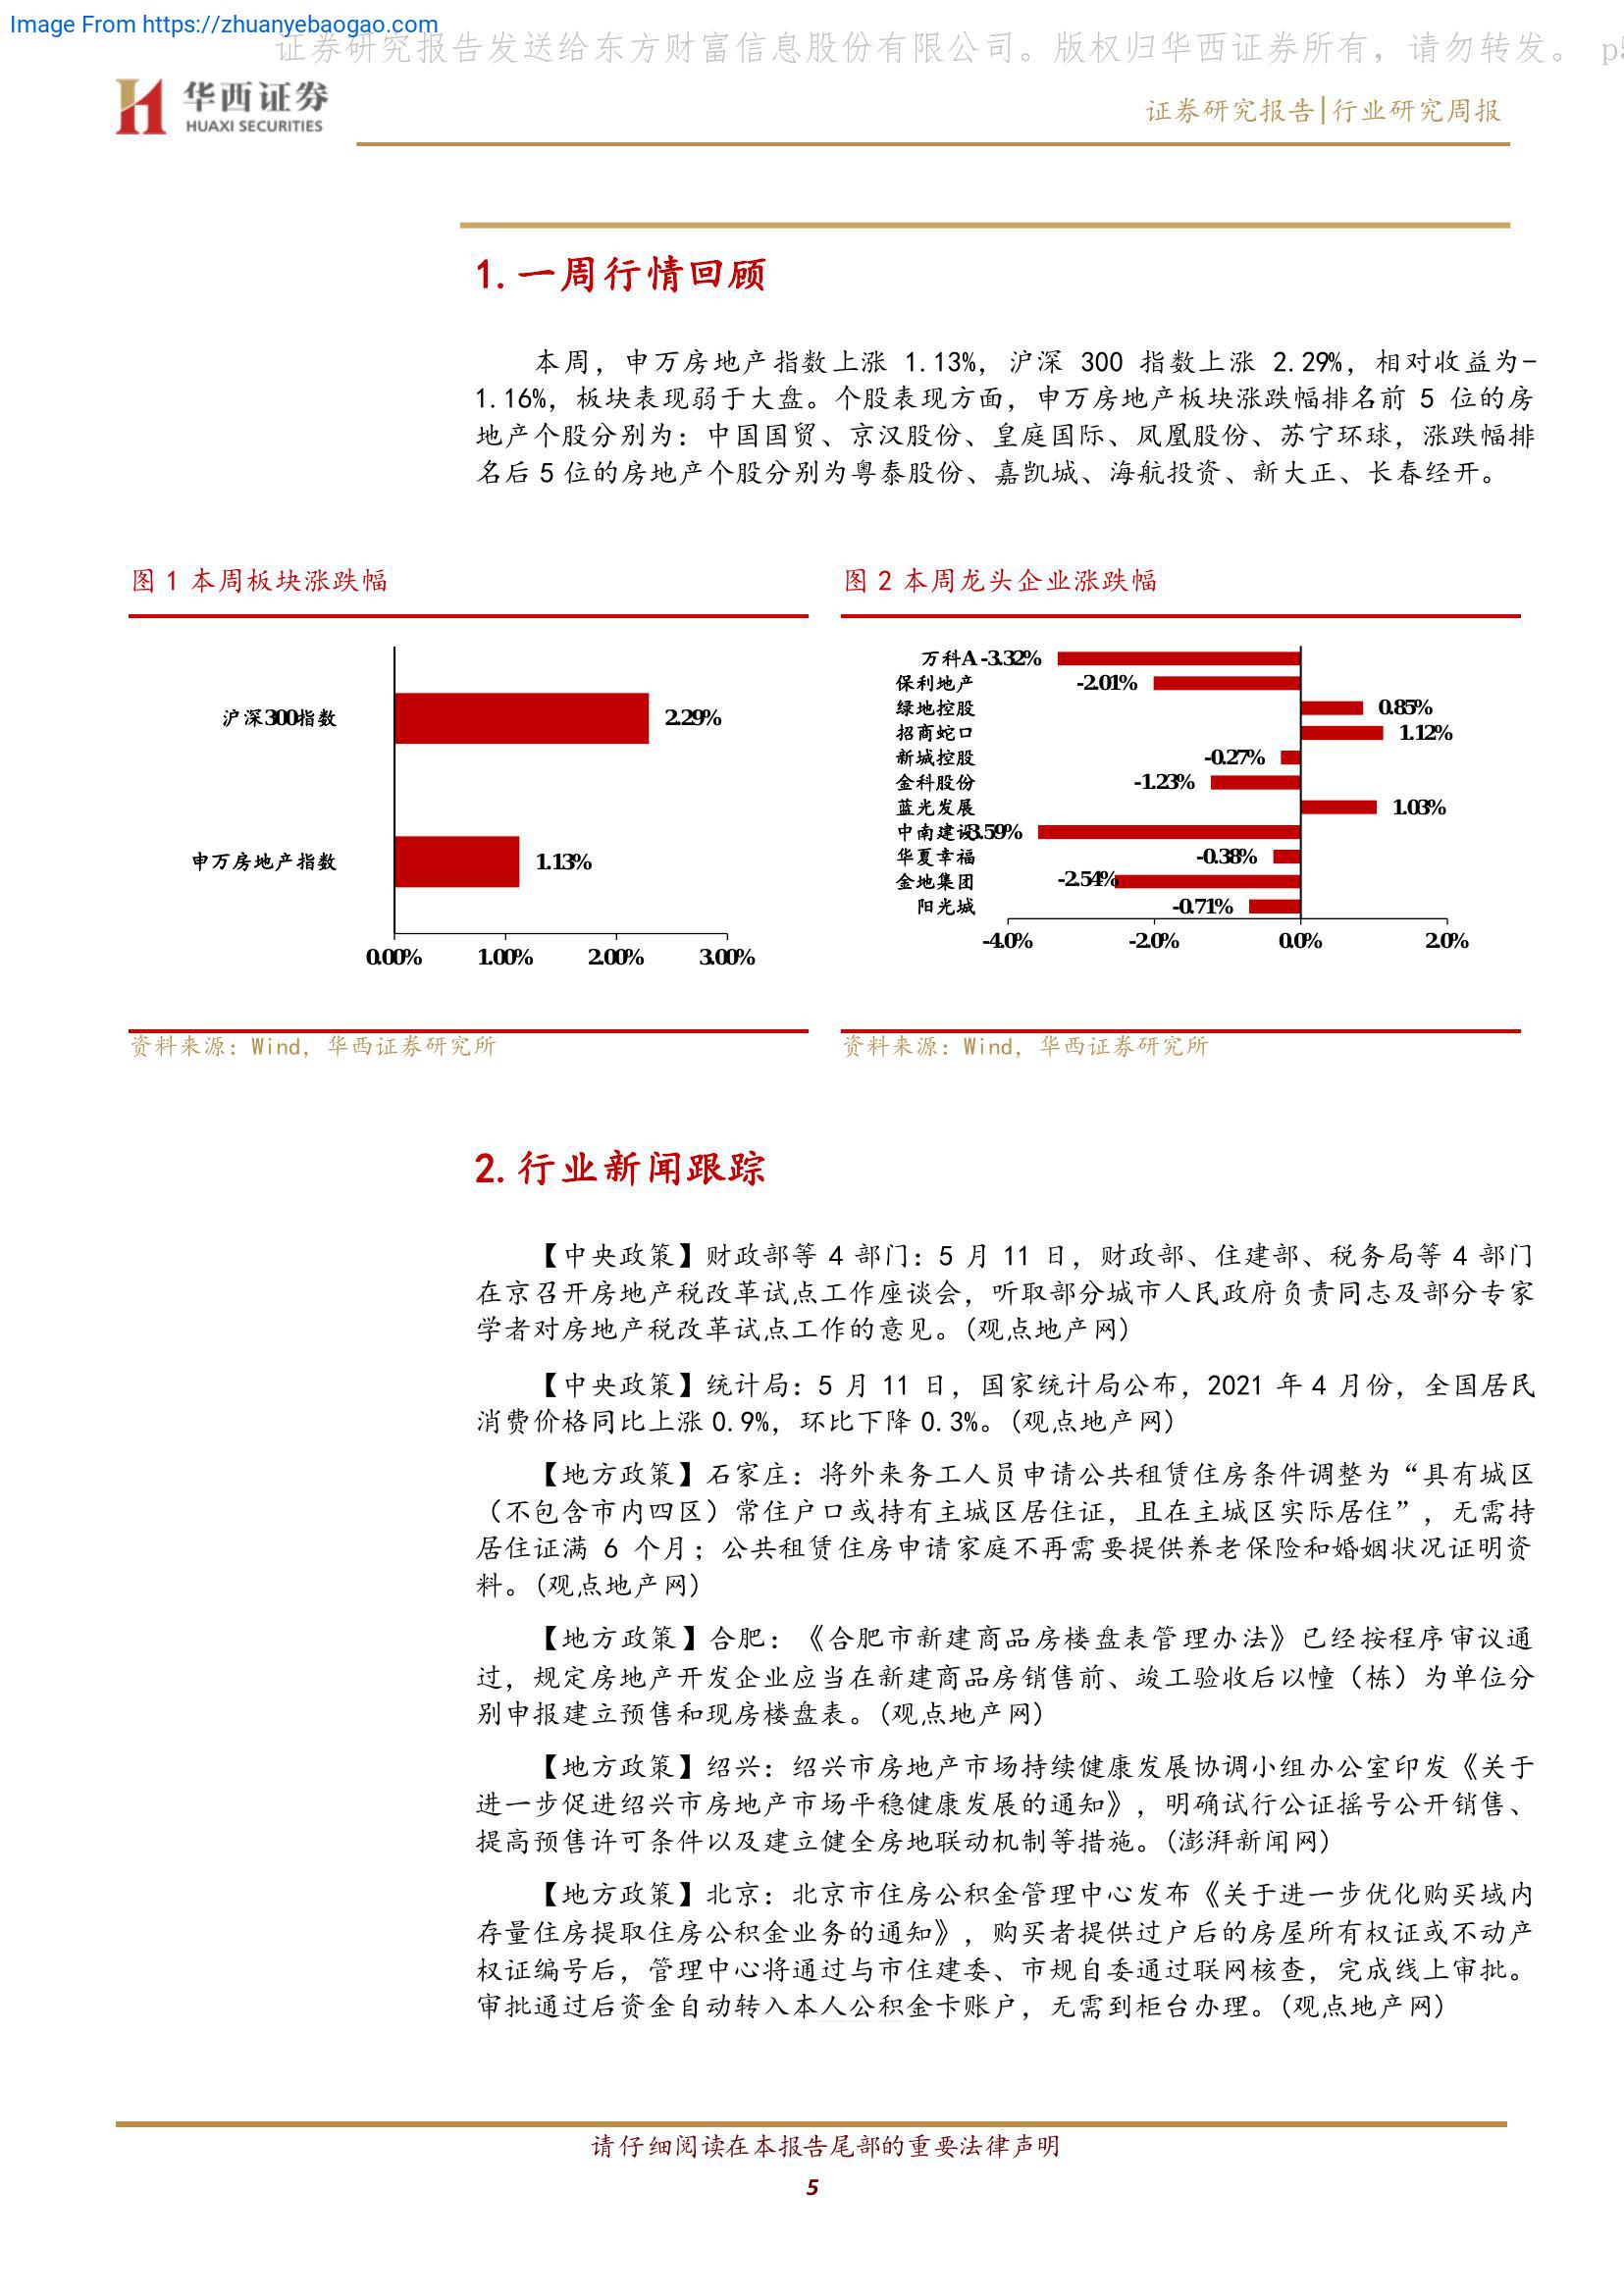 Image From https://zhuanyebaogao.com
证券研究报告发送给东方财富信息股份有限公司。版权归华西证券所有，请勿转发。 p5
华西证券
HUAXI SECURITIES
证券研究报告|行业研究周报
1.一周行情回顾
本周，申万房地产指数上涨 1.13%，沪深 300 指数上涨 2.29%，相对收益为-
1.16%，板块表现弱于大盘。个股表现方面，申万房地产板块涨跌幅排名前 5 位的房
地产个股分别为：中国国贸、京汉股份、皇庭国际、凤凰股份、苏宁环球，涨跌幅排
名后 5 位的房地产个股分别为粤泰股份、嘉凯城、海航投资、新大正、长春经开。
图 1 本周板块涨跌幅
沪深300指数
2.29%
申万房地产指数
1.13%
0.00% 1.00% 2.00% 3.00%
资料来源：Wind，华西证券研究所
图 2 本周龙头企业涨跌幅
万科A -3.32%
保利地产 -2.01%
绿地控股 0.85%
招商蛇口 1.12%
新城控股 -0.27%
金科股份 -1.23%
蓝光发展 1.03%
中南建设 -3.59%
华夏幸福 -0.38%
金地集团 -2.54%
阳光城 -0.71%
-4.0% -2.0% 0.0% 2.0%
资料来源：Wind，华西证券研究所
2.行业新闻跟踪
【中央政策】财政部等 4 部门：5 月 11 日，财政部、住建部、税务局等 4 部门
在京召开房地产税改革试点工作座谈会，听取部分城市人民政府负责同志及部分专家
学者对房地产税改革试点工作的意见。(观点地产网)
【中央政策】统计局：5 月 11 日，国家统计局公布，2021 年 4 月份，全国居民
消费价格同比上涨 0.9%，环比下降 0.3%。(观点地产网)
【地方政策】石家庄：将外来务工人员申请公共租赁住房条件调整为“具有城区
（不包含市内四区）常住户口或持有主城区居住证，且在主城区实际居住”，无需持
居住证满 6 个月；公共租赁住房申请家庭不再需要提供养老保险和婚姻状况证明资
料。(观点地产网)
【地方政策】合肥：《合肥市新建商品房楼盘表管理办法》已经按程序审议通
过，规定房地产开发企业应当在新建商品房销售前、竣工验收后以幢（栋）为单位分
别申报建立预售和现房楼盘表。(观点地产网)
【地方政策】绍兴：绍兴市房地产市场持续健康发展协调小组办公室印发《关于
进一步促进绍兴市房地产市场平稳健康发展的通知》，明确试行公证摇号公开销售、
提高预售许可条件以及建立健全房地联动机制等措施。(澎湃新闻网)
【地方政策】北京：北京市住房公积金管理中心发布《关于进一步优化购买域内
存量住房提取住房公积金业务的通知》，购买者提供过户后的房屋所有权证或不动产
权证编号后，管理中心将通过与市住建委、市规自委通过联网核查，完成线上审批。
审批通过后资金自动转入本人公积金卡账户，无需到柜台办理。(观点地产网)
请仔细阅读在本报告尾部的重要法律声明
5